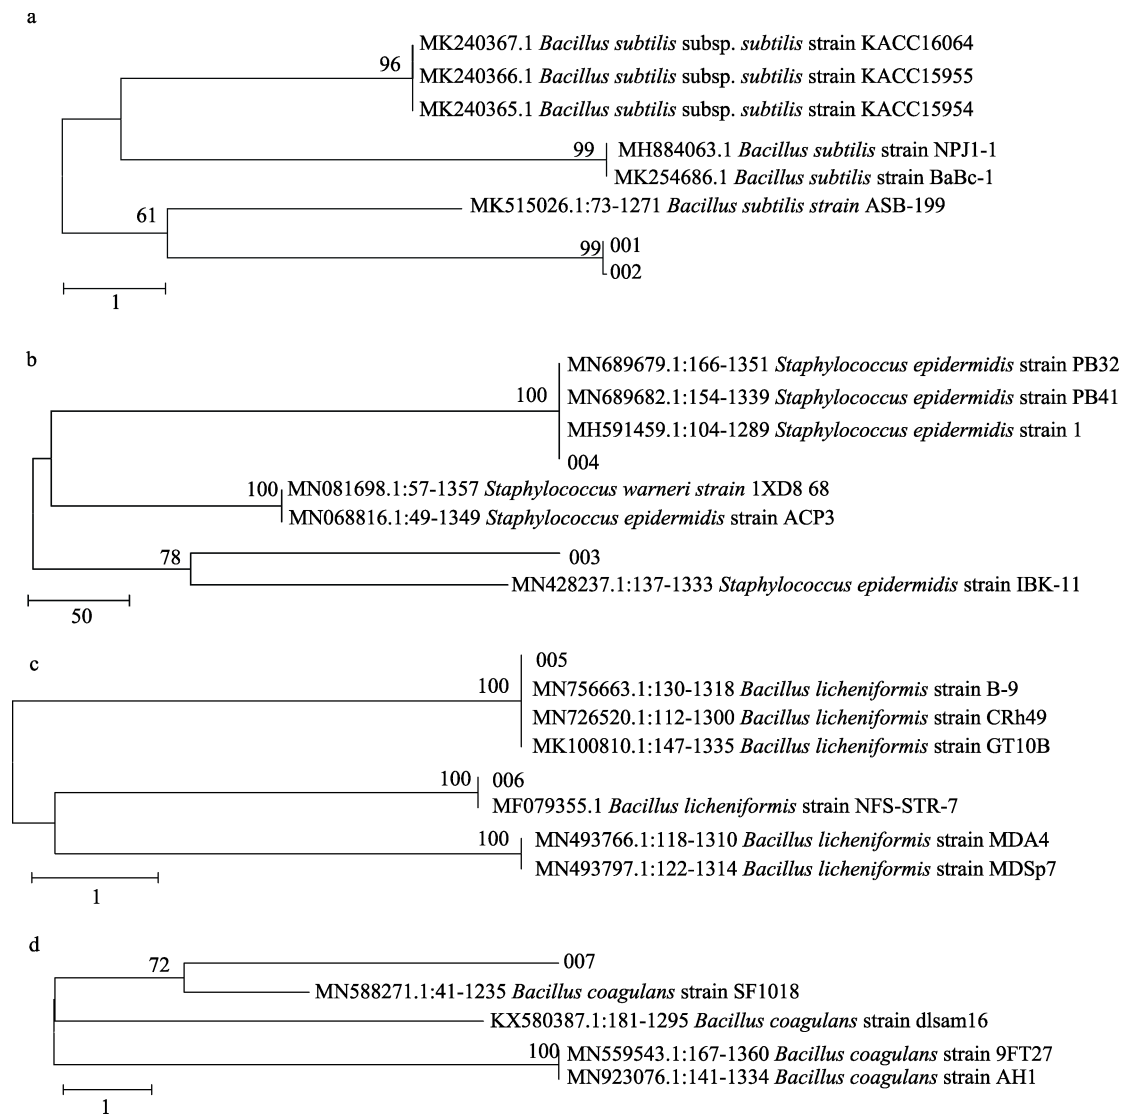 a
MK240367.1 Bacillus subtilis subsp. subtilis strain KACC16064
96
MK240366.1 Bacillus subtilis subsp. subtilis strain KACC15955
MK240365.1 Bacillus subtilis subsp. subtilis strain KACC15954
99 MH884063.1 Bacillus subtilis strain NPJ1-1
MK254686.1 Bacillus subtilis strain BaBc-1
61 MK515026.1:73-1271 Bacillus subtilis strain ASB-199
99 001
002
1
b
MN689679.1:166-1351 Staphylococcus epidermidis strain PB32
100 MN689682.1:154-1339 Staphylococcus epidermidis strain PB41
MH591459.1:104-1289 Staphylococcus epidermidis strain 1
004
100 MN081698.1:57-1357 Staphylococcus warneri strain 1XD8 68
MN068816.1:49-1349 Staphylococcus epidermidis strain ACP3
78 003
MN428237.1:137-1333 Staphylococcus epidermidis strain IBK-11
50
c
005
100 MN756663.1:130-1318 Bacillus licheniformis strain B-9
MN726520.1:112-1300 Bacillus licheniformis strain CRh49
MK100810.1:147-1335 Bacillus licheniformis strain GT10B
100 006
MF079355.1 Bacillus licheniformis strain NFS-STR-7
100 MN493766.1:118-1310 Bacillus licheniformis strain MDA4
MN493797.1:122-1314 Bacillus licheniformis strain MDSp7
1
d
72 007
MN588271.1:41-1235 Bacillus coagulans strain SF1018
KX580387.1:181-1295 Bacillus coagulans strain dlsam16
100 MN559543.1:167-1360 Bacillus coagulans strain 9FT27
MN923076.1:141-1334 Bacillus coagulans strain AH1
1